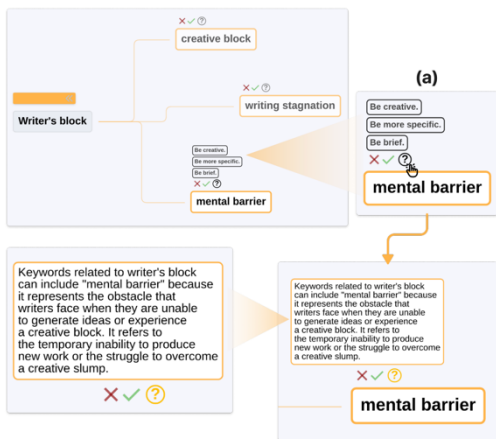 creative block
writing stagnation
Writer's block
Be creative.
Be more specific.
Be brief.
mental barrier
(a)
Be creative.
Be more specific.
Be brief.
mental barrier
Keywords related to writer's block
can include "mental barrier" because
it represents the obstacle that
writers face when they are unable
to generate ideas or experience
a creative block. It refers to
the temporary inability to produce
new work or the struggle to overcome
a creative slump.
Keywords related to writer's block
can include "mental barrier" because
it represents the obstacle that
writers face when they are unable
to generate ideas or experience
a creative block. It refers to
the temporary inability to produce
new work or the struggle to overcome
a creative slump.
mental barrier